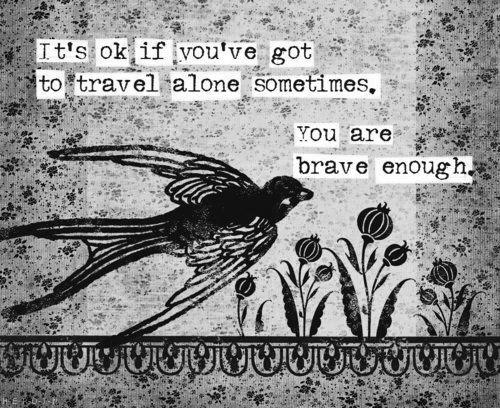 It's ok if you've got
to travel alone sometimes.
You are
brave enough.